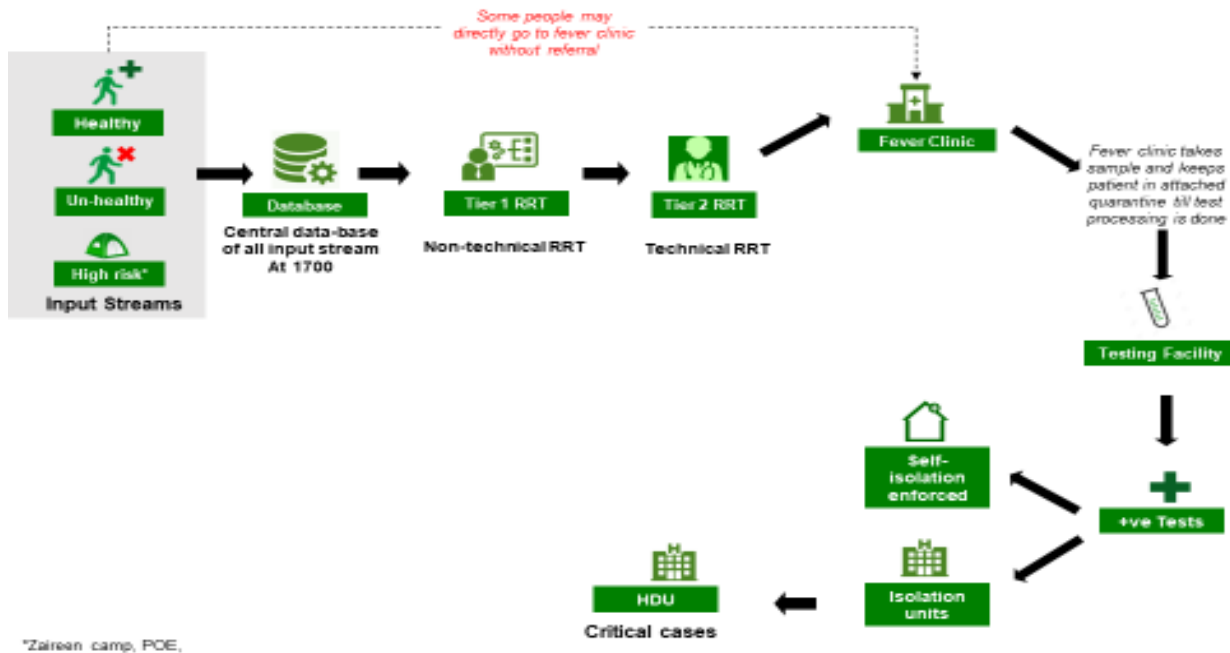 Some people may
directly go to fever clinic
without referral
Healthy
Un-healthy
High risk*
Input Streams
Database
Central data-base
of all input stream
At 1700
Tier 1 RRT
Non-technical RRT
Tier 2 RRT
Technical RRT
Fever Clinic
Fever clinic takes
sample and keeps
patient in attached
quarantine till test
processing is done
Testing Facility
+ve Tests
Self-
isolation
enforced
Isolation
units
H
HDU
H
Critical cases
*Zaireen camp, POE,